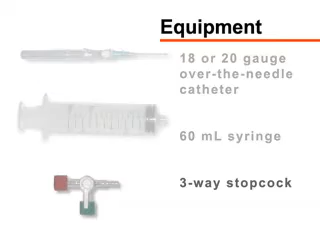 Equipment
18 or 20 gauge
over-the-needle
catheter
60 mL syringe
3-way stopcock